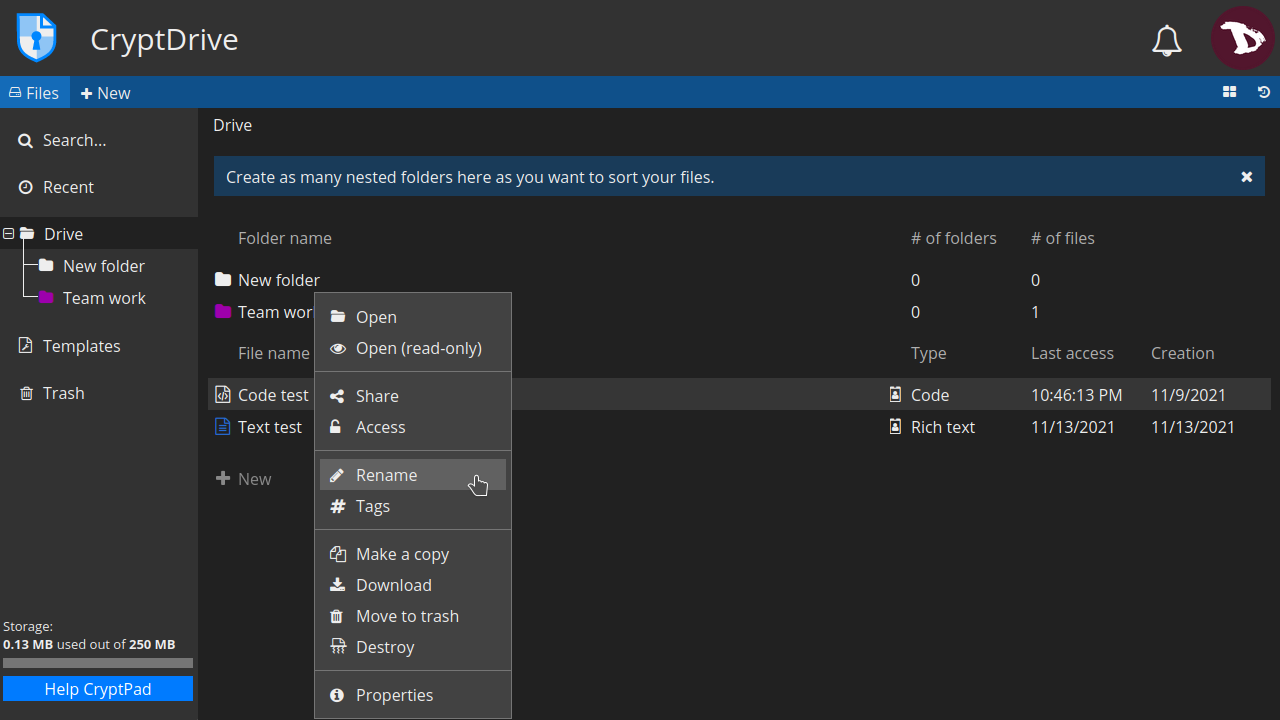 CryptDrive
Files
New
Search...
Recent
Drive
New folder
Team work
Templates
Trash
Storage:
0.13 MB used out of 250 MB
Help CryptPad
Drive
Create as many nested folders here as you want to sort your files.
Folder name # of folders # of files
New folder 0 0
Team wor 0 1
File name Type Last access Creation
Code test Code 10:46:13 PM 11/9/2021
Text test Rich text 11/13/2021 11/13/2021
New
Open
Open (read-only)
Share
Access
Rename
Tags
Make a copy
Download
Move to trash
Destroy
Properties